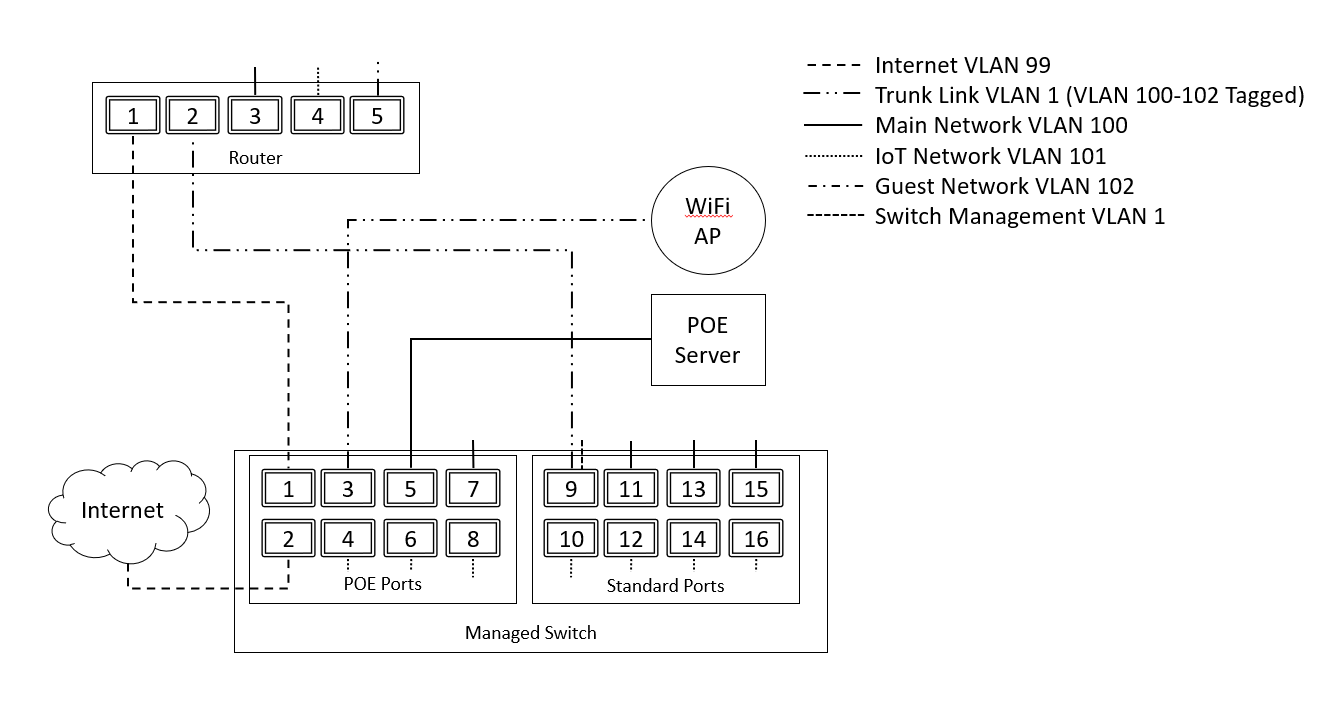 Internet VLAN 99
Trunk Link VLAN 1 (VLAN 100-102 Tagged)
Main Network VLAN 100
IoT Network VLAN 101
Guest Network VLAN 102
Switch Management VLAN 1
1 2 3 4 5
Router
WiFi
AP
POE
Server
Internet
1 3 5 7
2 4 6 8
POE Ports
9 11 13 15
10 12 14 16
Standard Ports
Managed Switch